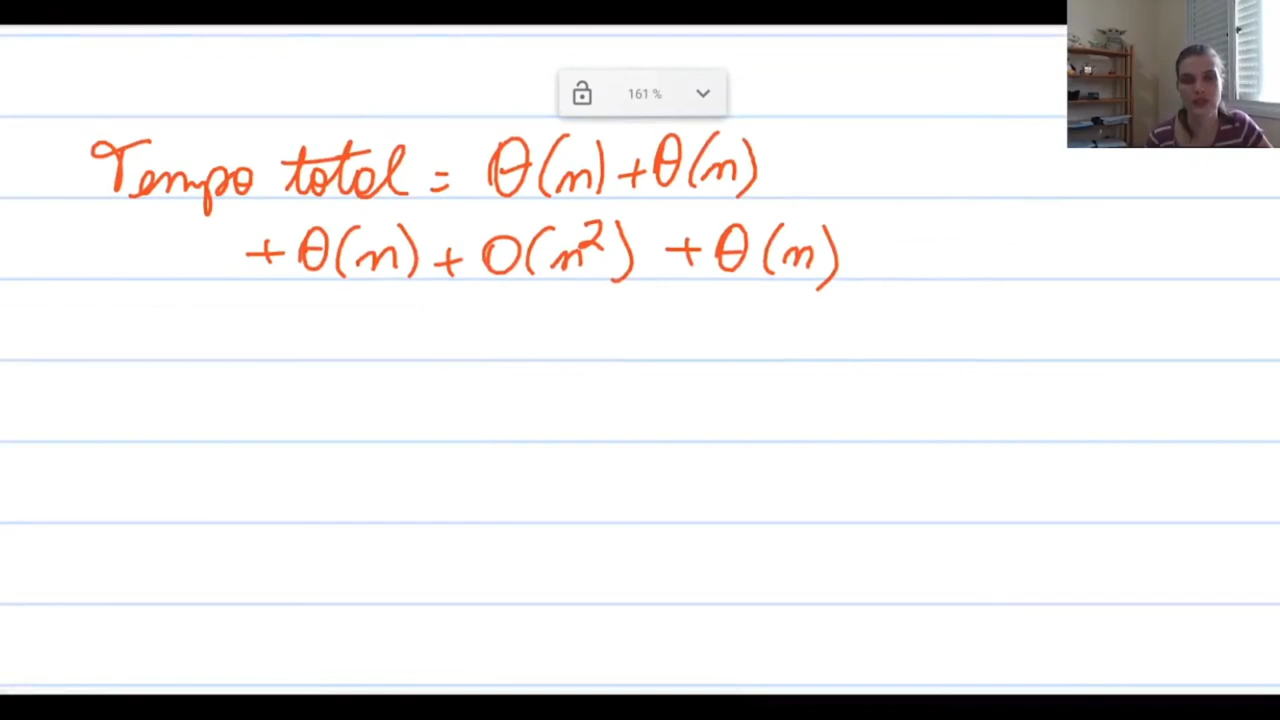 161 %
Tempo total = θ(n) + θ(n)
+ θ(n) + O(n²) + θ(n)